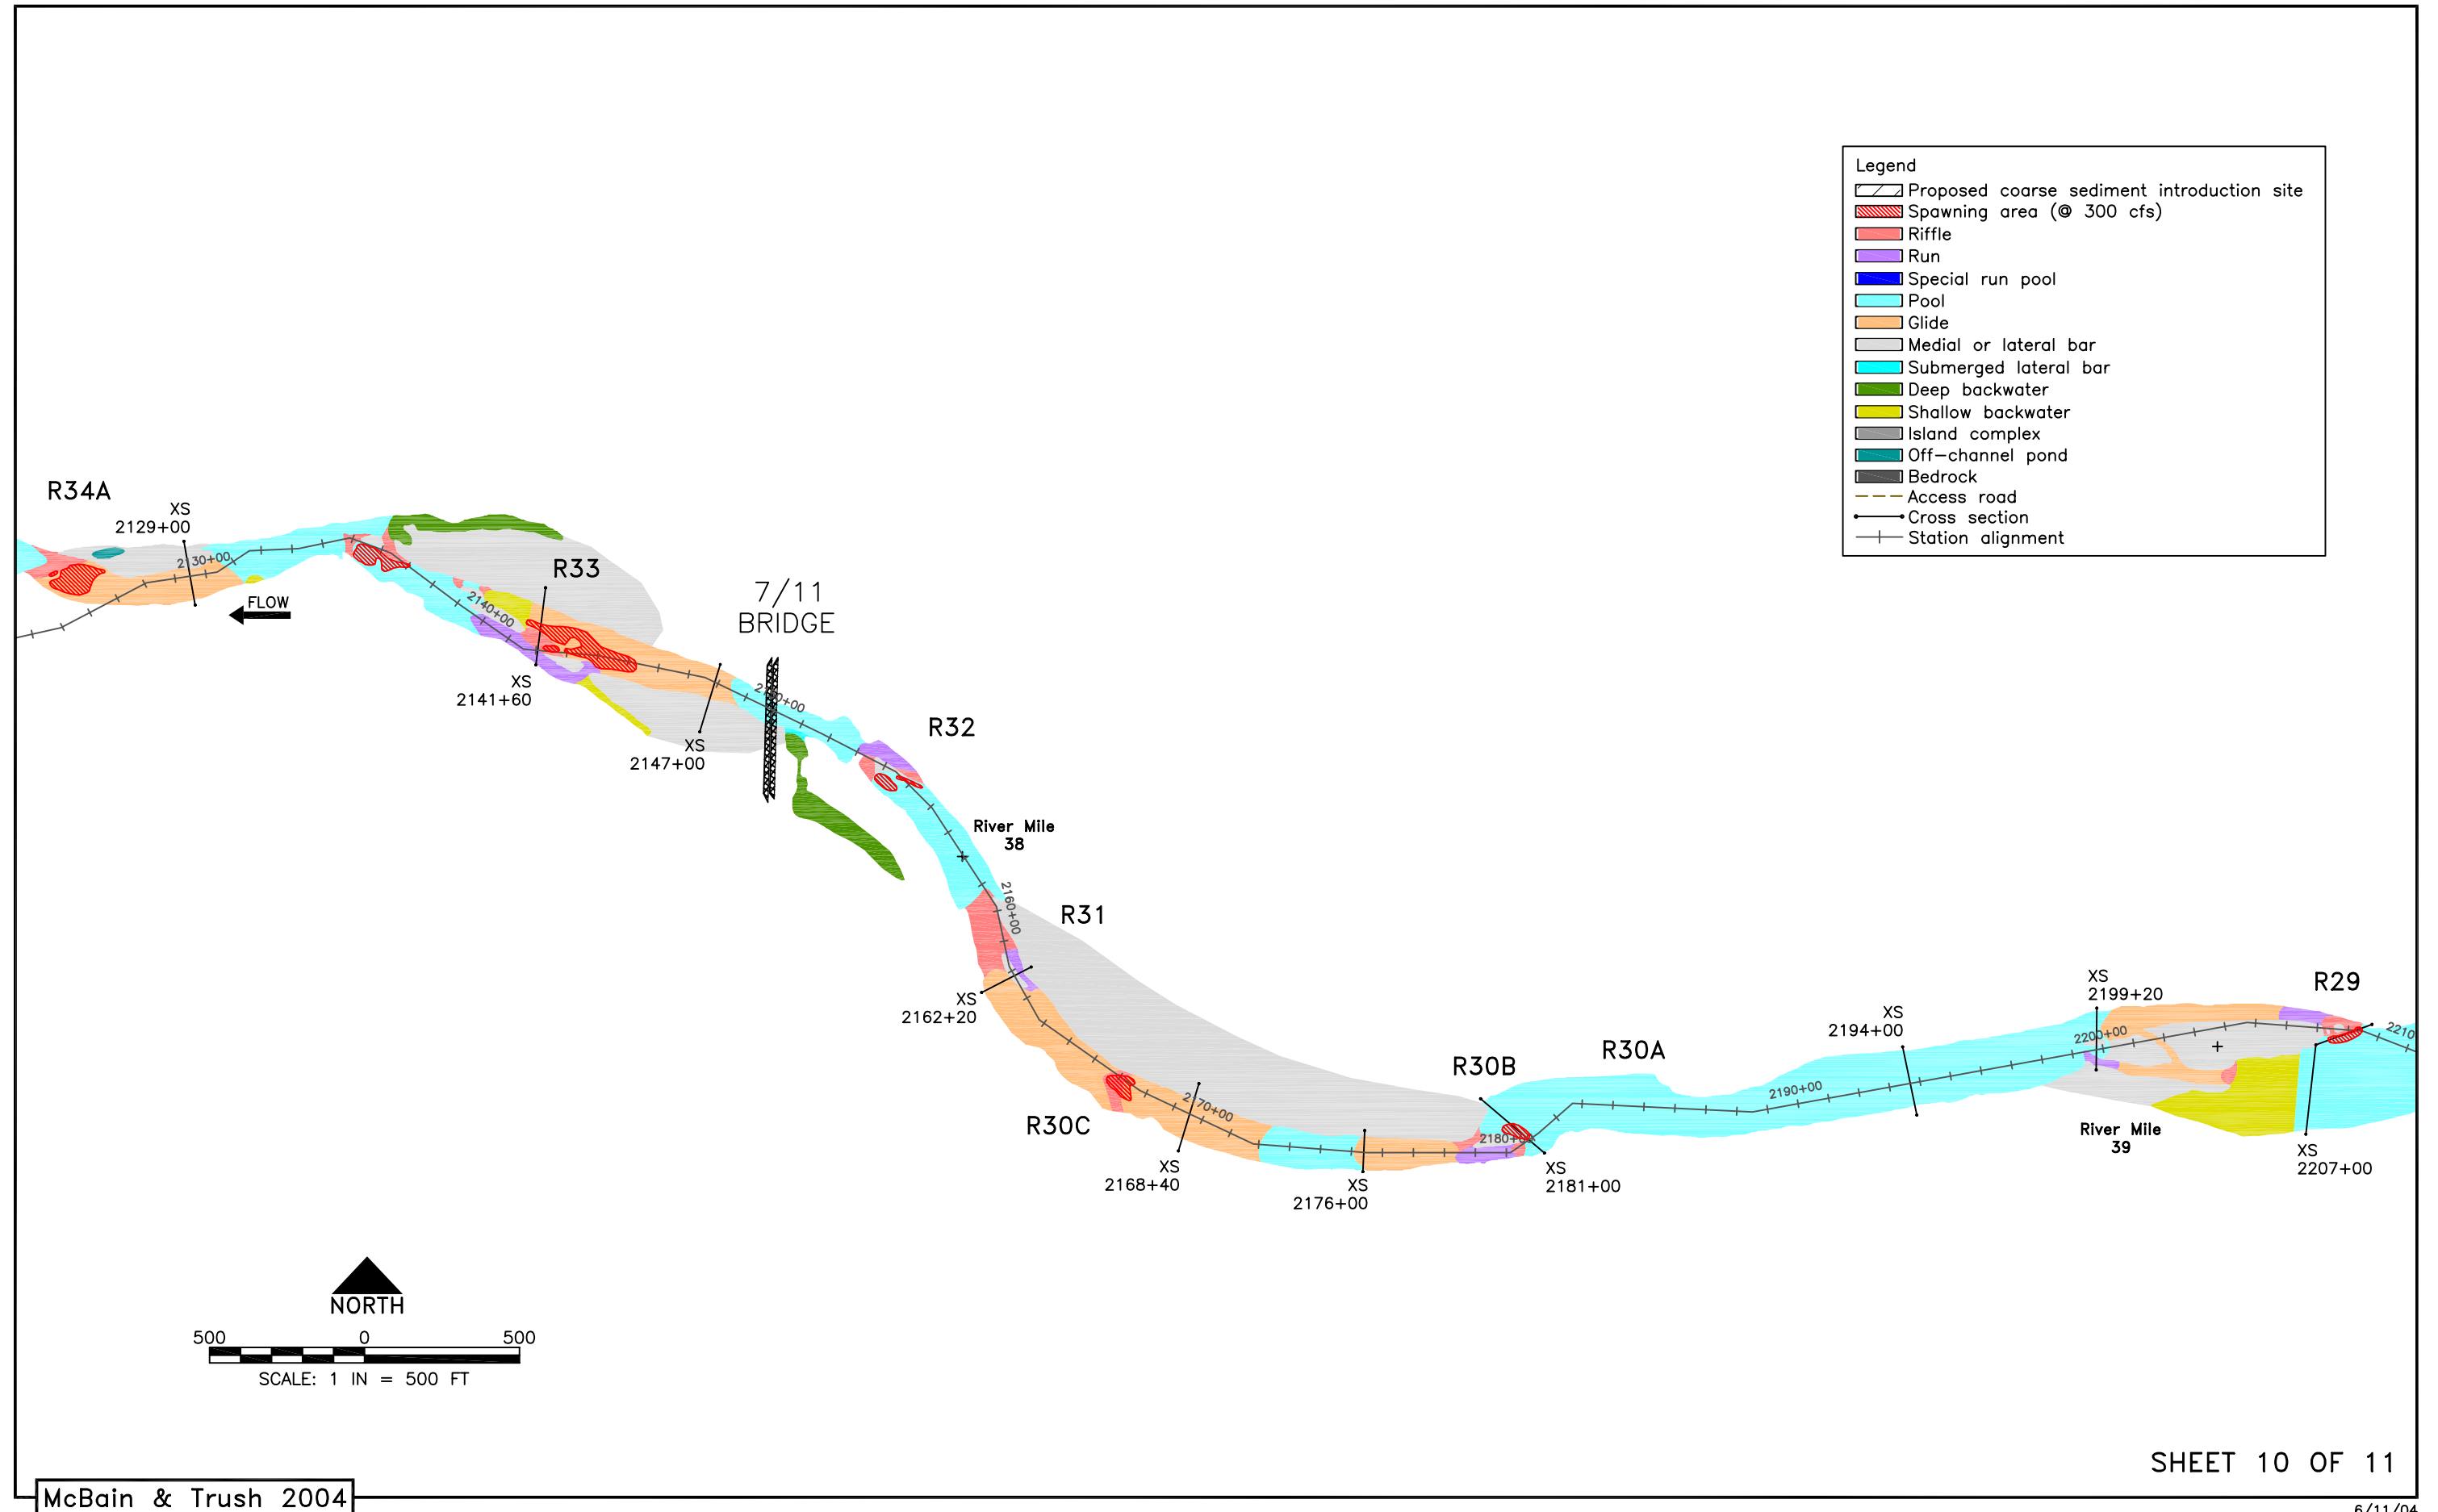 Legend
Proposed coarse sediment introduction site
Spawning area (@ 300 cfs)
Riffle
Run
Special run pool
Pool
Glide
Medial or lateral bar
Submerged lateral bar
Deep backwater
Shallow backwater
Island complex
Off-channel pond
Bedrock
Access road
Cross section
Station alignment
R34A
XS
2129+00
2130+00
FLOW
R33
2140+00
XS
2141+60
7/11
BRIDGE
XS
2147+00
R32
River Mile
38
2160+00
R31
XS
2162+20
R30C
2170+00
XS
2168+40
XS
2176+00
R30B
XS
2181+00
R30A
2190+00
XS
2194+00
XS
2199+20
2200+00
R29
2210
River Mile
39
XS
2207+00
NORTH
500 0 500
SCALE: 1 IN = 500 FT
SHEET 10 OF 11
McBain & Trush 2004
6/11/04